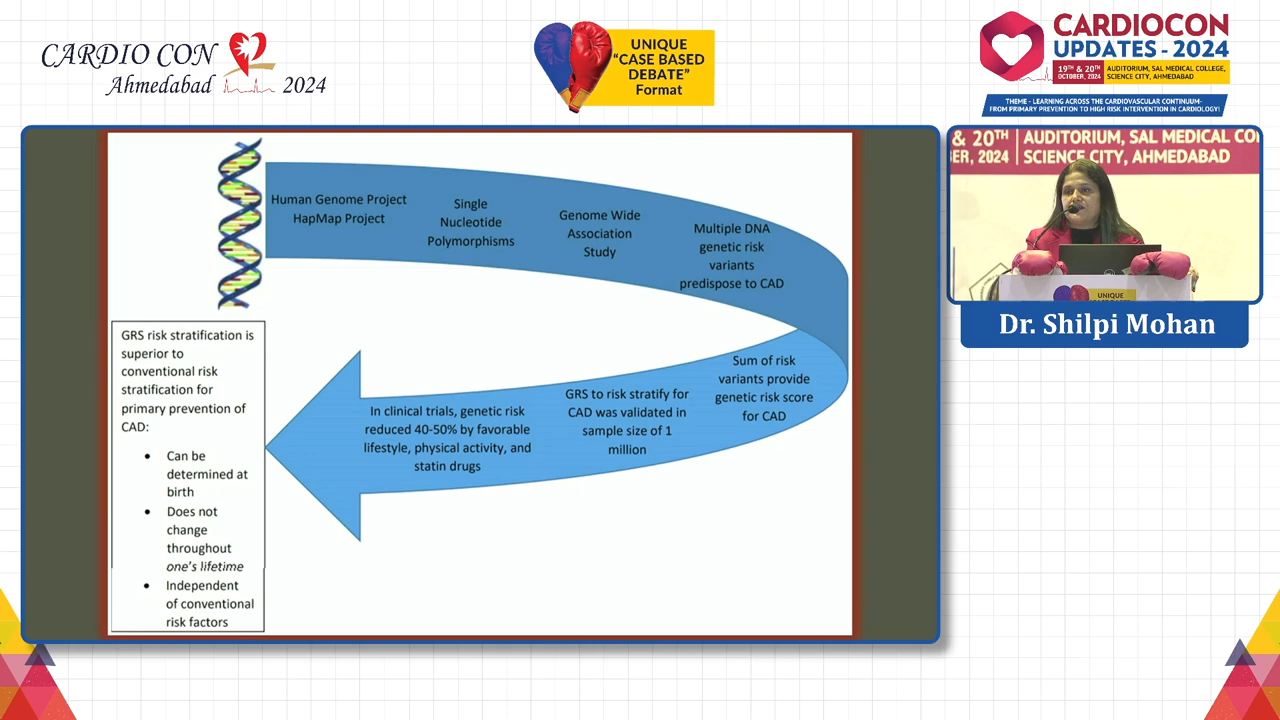 CARDIO CON
Ahmedabad 2024
UNIQUE
“CASE BASED
DEBATE”
Format
CARDIOCON
UPDATES - 2024
19TH & 20TH
OCTOBER, 2024
AUDITORIUM, SAL MEDICAL COLLEGE,
SCIENCE CITY, AHMEDABAD
THEME - LEARNING ACROSS THE CARDIOVASCULAR CONTINUUM-
FROM PRIMARY PREVENTION TO HIGH RISK INTERVENTION IN CARDIOLOGY!
Human Genome Project
HapMap Project
Single
Nucleotide
Polymorphisms
Genome Wide
Association
Study
Multiple DNA
genetic risk
variants
predispose to CAD
Sum of risk
variants provide
genetic risk score
for CAD
GRS to risk stratify for
CAD was validated in
sample size of 1
million
In clinical trials, genetic risk
reduced 40-50% by favorable
lifestyle, physical activity, and
statin drugs
GRS risk stratification is
superior to
conventional risk
stratification for
primary prevention of
CAD:
• Can be
determined at
birth
• Does not
change
throughout
one's lifetime
• Independent
of conventional
risk factors
& 20TH
ER, 2024
AUDITORIUM, SAL MEDICAL CO
SCIENCE CITY, AHMEDABAD
UNIQUE
Dr. Shilpi Mohan